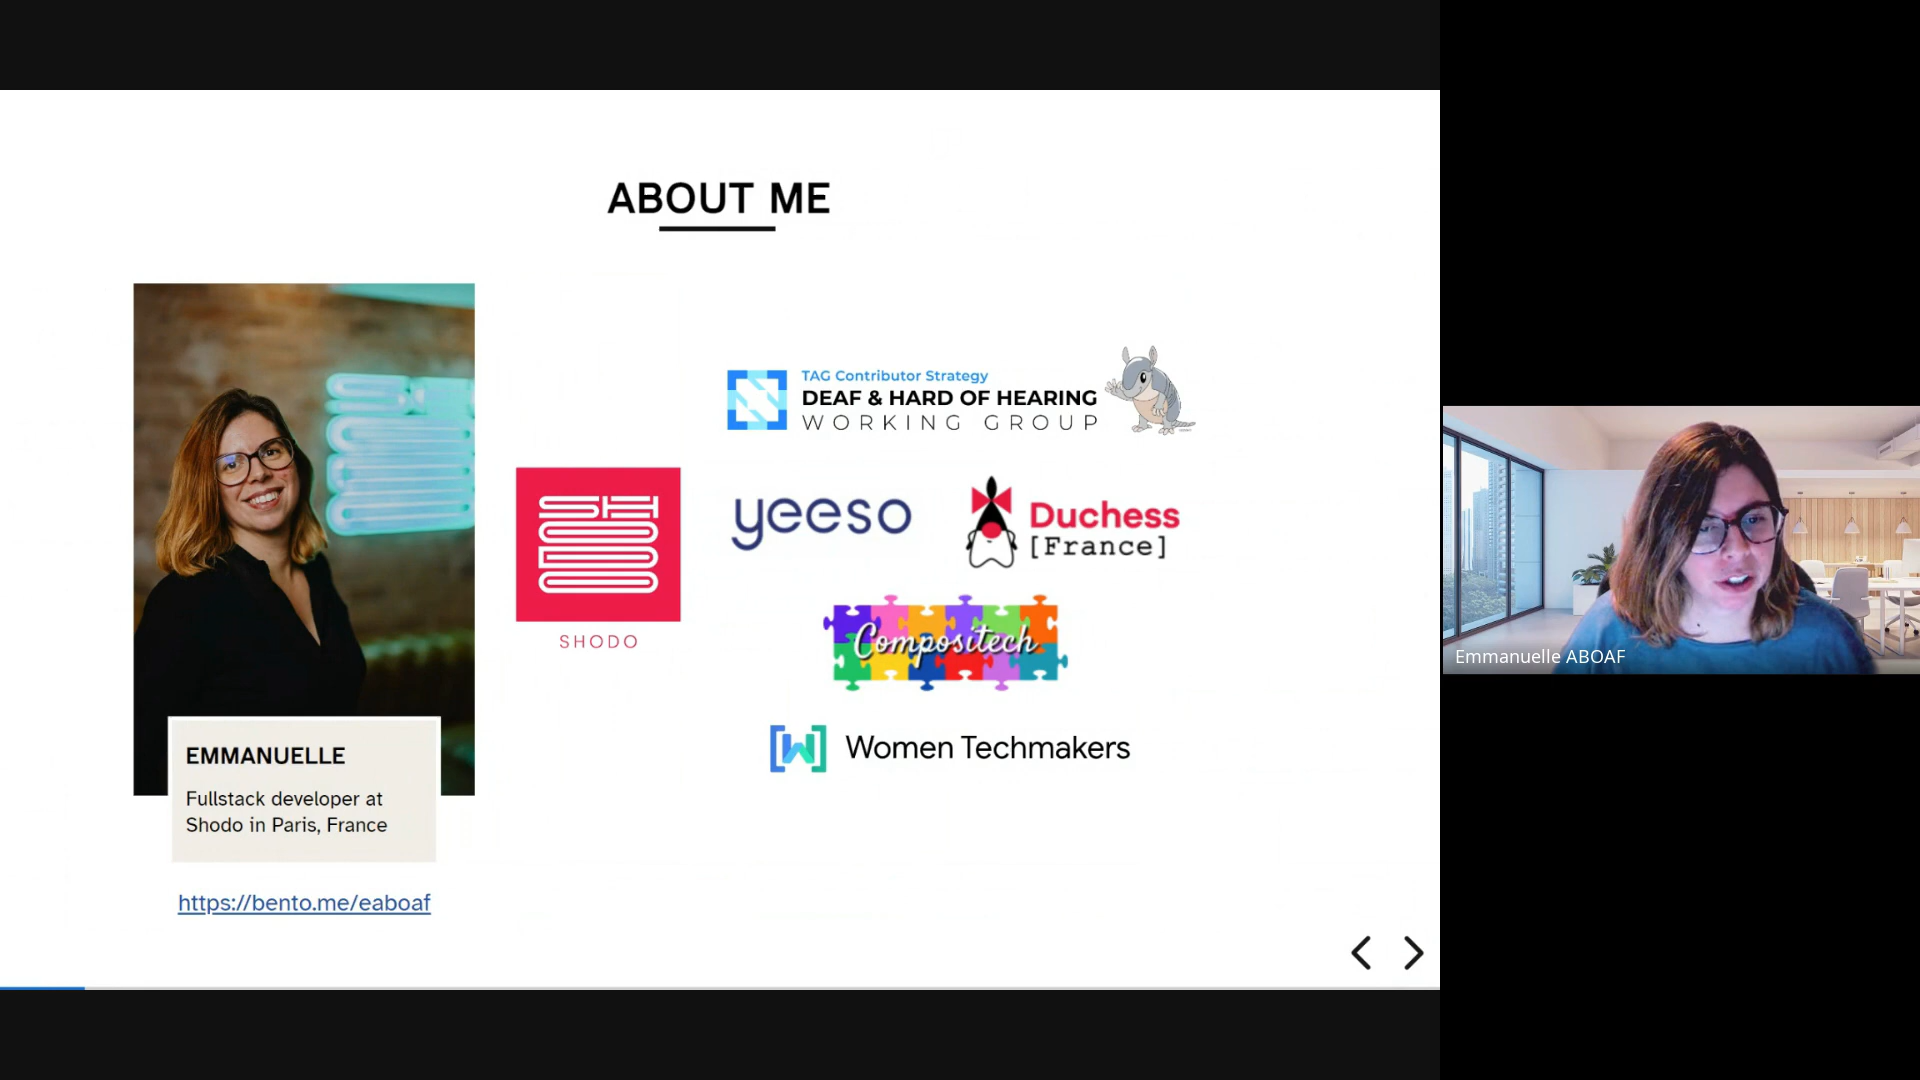 ABOUT ME
TAG Contributor Strategy
DEAF & HARD OF HEARING
WORKING GROUP
SHODO
SHODO
yeeso
Duchess
[France]
Compositech
Women Techmakers
EMMANUELLE
Fullstack developer at
Shodo in Paris, France
https://bento.me/eaboaf
Emmanuelle ABOAF